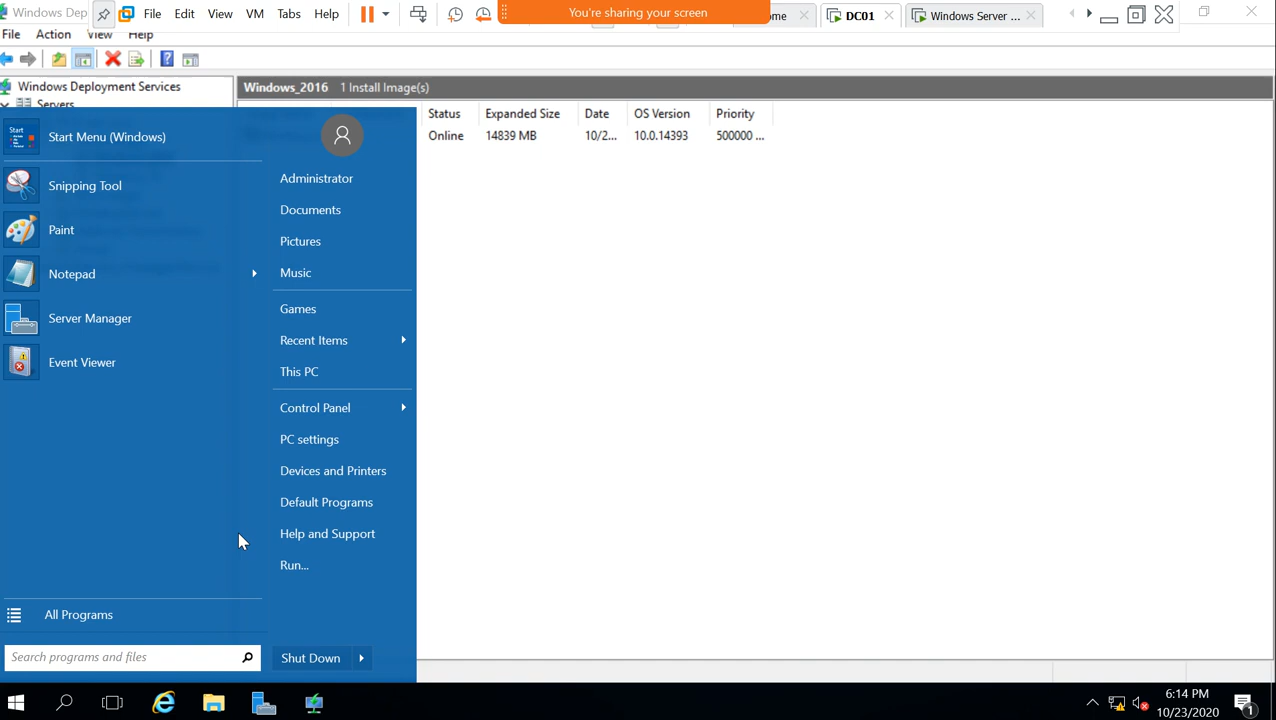 Windows Dep
File Edit View VM Tabs Help
You're sharing your screen
ome
DC01
Windows Server ...
File Action View Help
Windows Deployment Services
Servers
Windows_2016 1 Install Image(s)
Status Expanded Size Date OS Version Priority
Online 14839 MB 10/2... 10.0.14393 500000 ...
Start
Start Menu (Windows)
Snipping Tool
Paint
Notepad
Server Manager
Event Viewer
All Programs
Search programs and files
Administrator
Documents
Pictures
Music
Games
Recent Items
This PC
Control Panel
PC settings
Devices and Printers
Default Programs
Help and Support
Run...
Shut Down
6:14 PM
10/23/2020
1